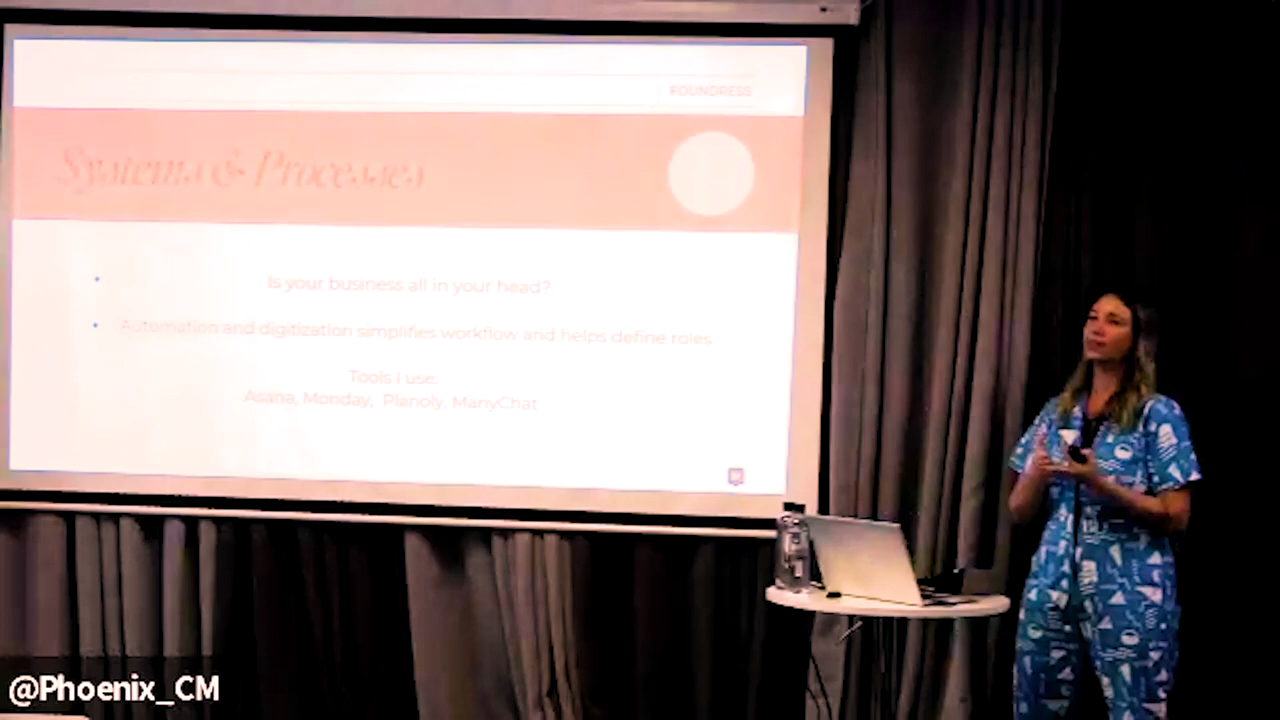 FOUNDRESS
Systems & Processes
• Is your business all in your head?
• Automation and digitization simplifies workflow and helps define roles
Tools I use:
Asana, Monday, Planoly, ManyChat
@Phoenix_CM